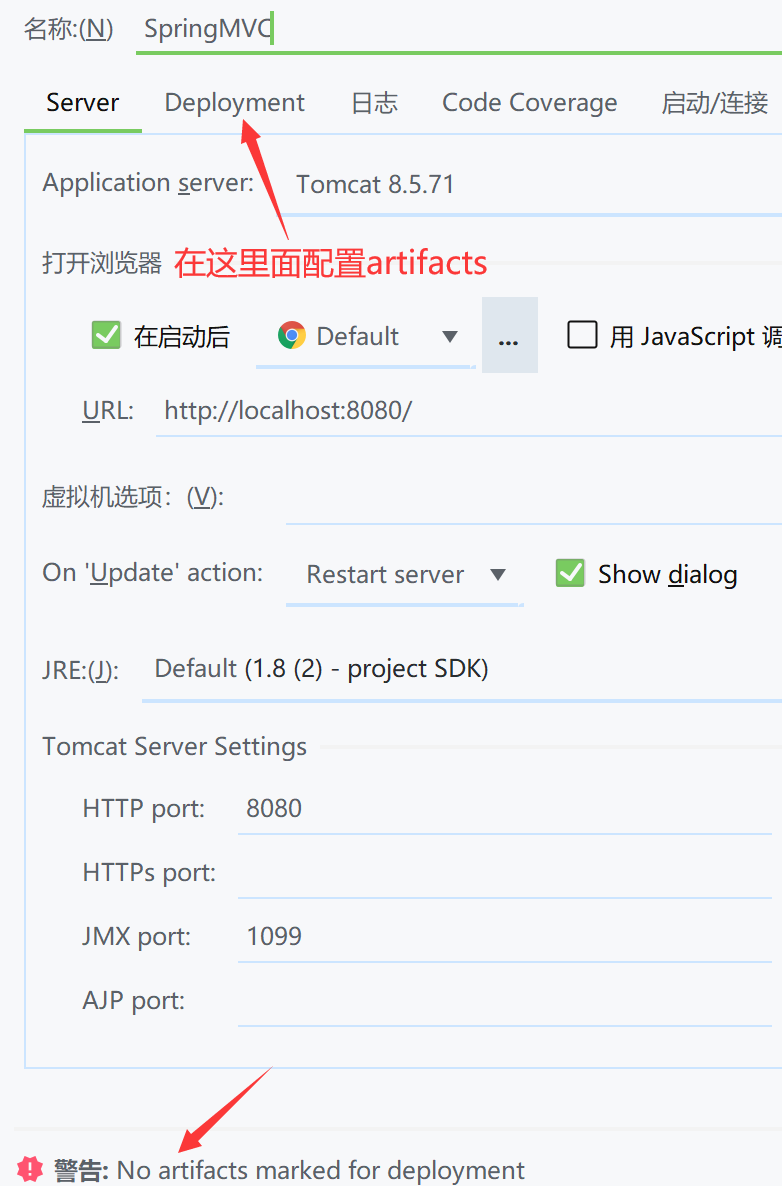 名称:(N) SpringMVC
Server Deployment 日志 Code Coverage 启动/连接
Application server: Tomcat 8.5.71
打开浏览器 在这里面配置artifacts
在启动后 Default ... 用 JavaScript 调
URL: http://localhost:8080/
虚拟机选项：(V):
On 'Update' action: Restart server Show dialog
JRE:(J): Default (1.8 (2) - project SDK)
Tomcat Server Settings
HTTP port: 8080
HTTPs port:
JMX port: 1099
AJP port:
警告: No artifacts marked for deployment